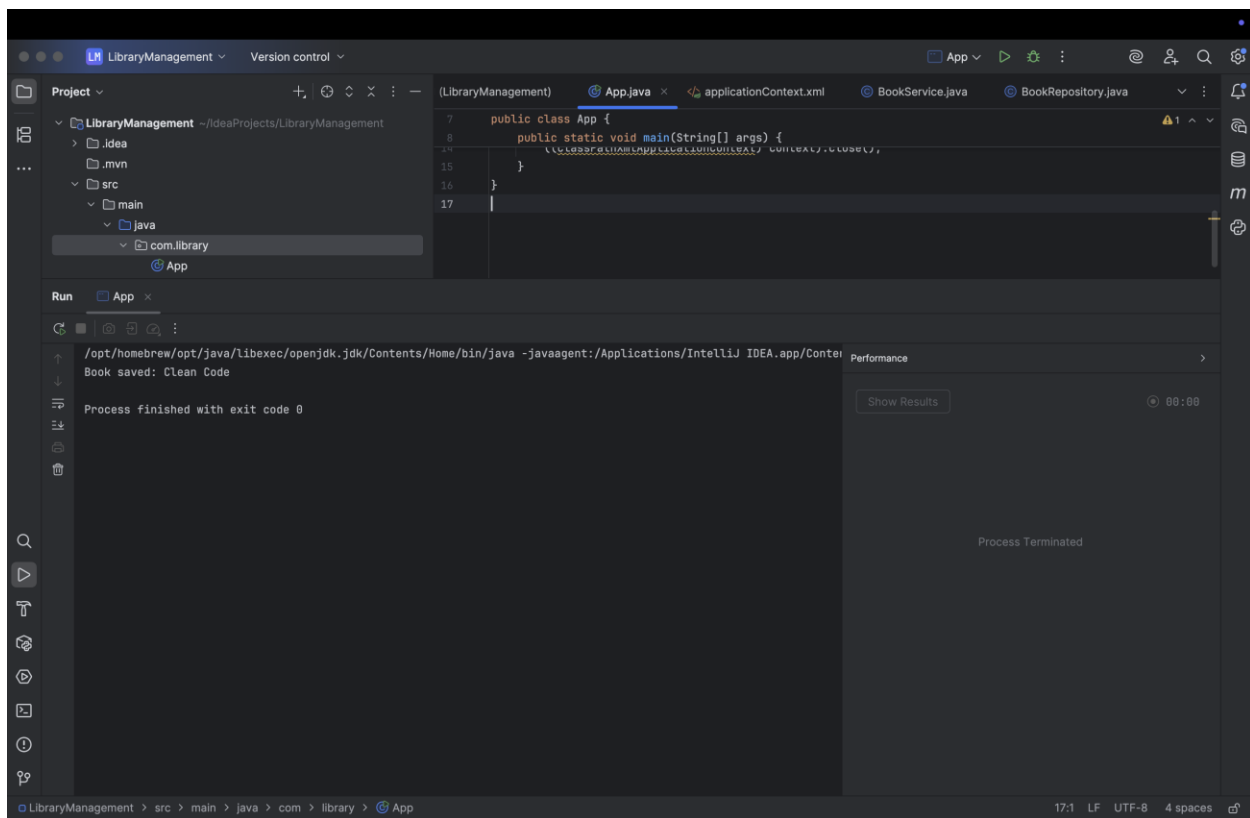 LM LibraryManagement Version control App
Project
(LibraryManagement) App.java applicationContext.xml BookService.java BookRepository.java
LibraryManagement ~/IdeaProjects/LibraryManagement
.idea
.mvn
src
main
java
com.library
App
7 public class App { 1
8 public static void main(String[] args) {
14 ((ClassPathXmlApplicationContext) context).close();
15 }
16 }
17
Run App
/opt/homebrew/opt/java/libexec/openjdk.jdk/Contents/Home/bin/java -javaagent:/Applications/IntelliJ IDEA.app/Conte
Book saved: Clean Code
Process finished with exit code 0
Performance
Show Results 00:00
Process Terminated
LibraryManagement > src > main > java > com > library > App 17:1 LF UTF-8 4 spaces